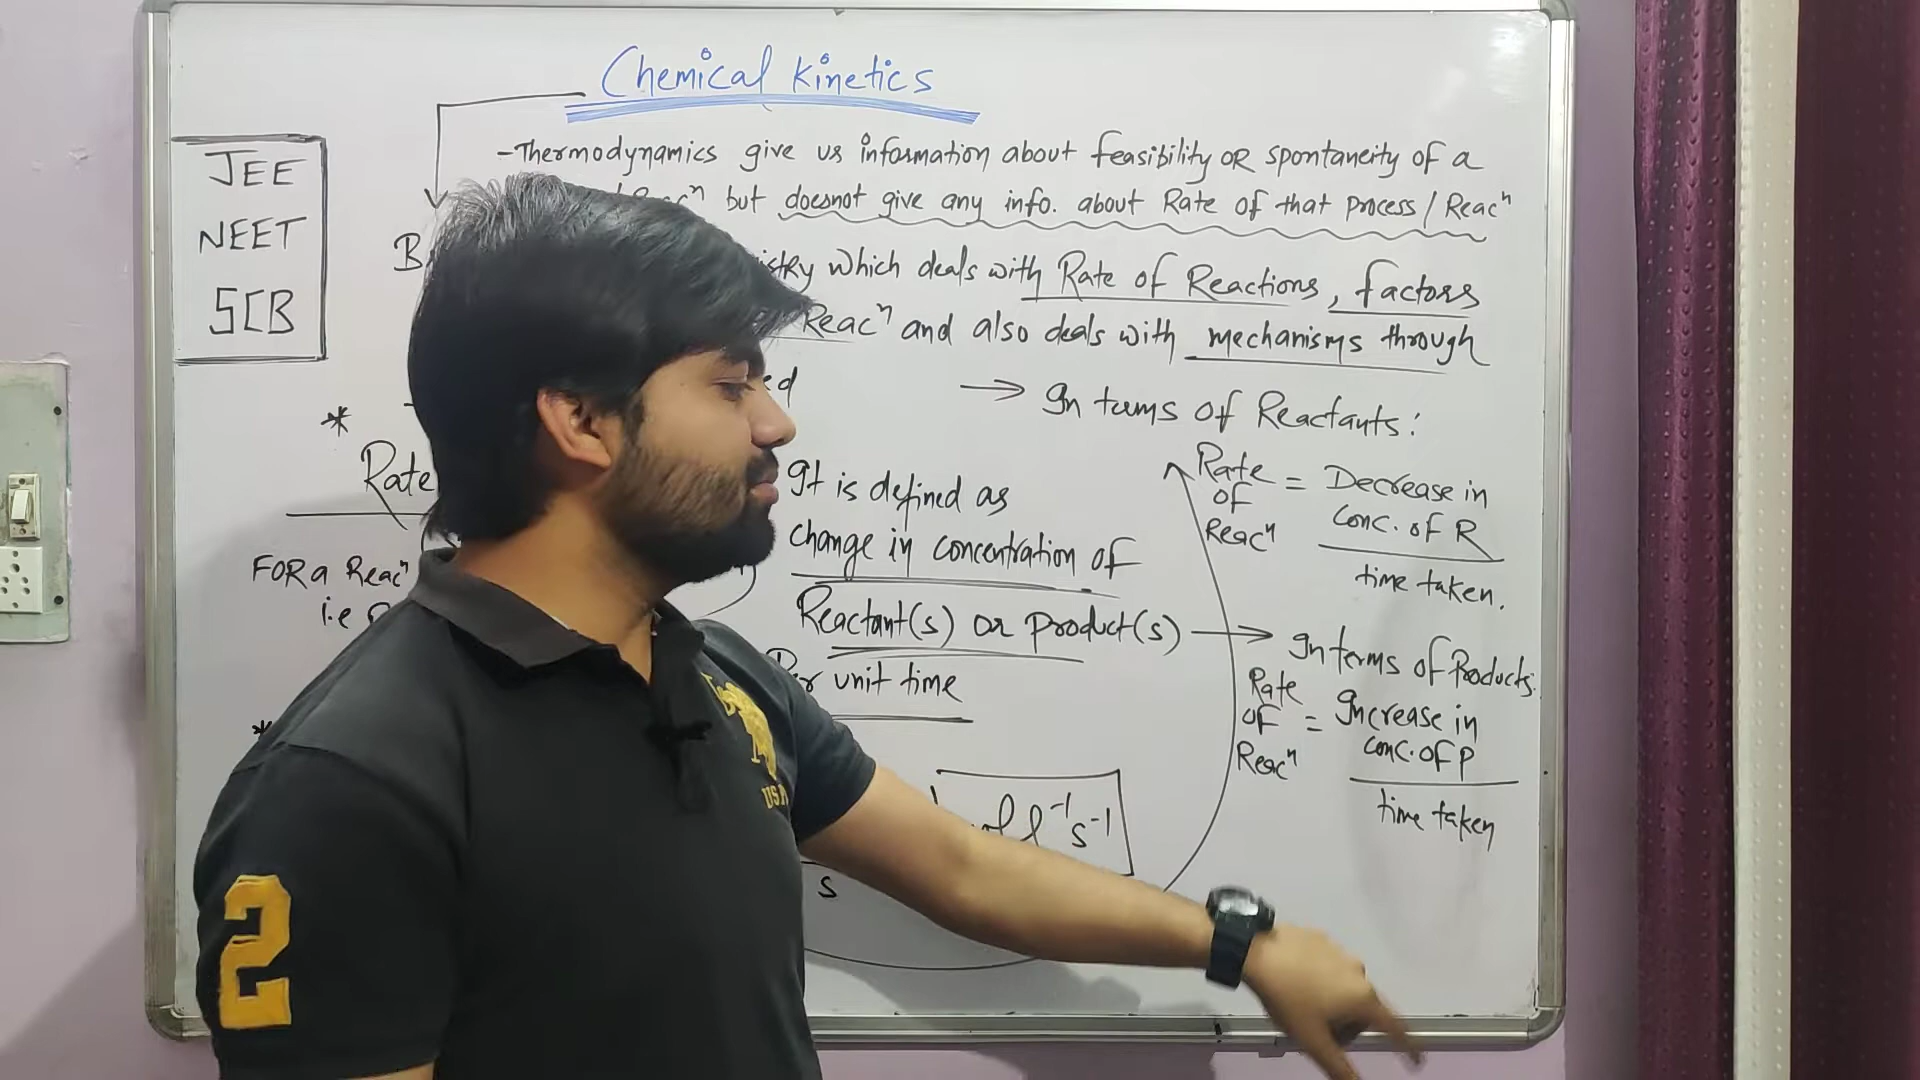 Chemical Kinetics
JEE
NEET
SCB
-Thermodynamics give us information about feasibility OR spontaneity of a
but doesnot give any info. about Rate of that Process / Reacⁿ
which deals with Rate of Reactions, factors
Reacⁿ and also deals with mechanisms through
→ In terms of Reactants:
*
Rate
It is defined as
change in concentration of
Reactant(s) or Product(s) →
unit time
FOR a Reacⁿ
i.e
*
mol l⁻¹ s⁻¹
s
Rate of Reacⁿ = Decrease in
conc. of R
time taken.
In terms of Products.
Rate of Reacⁿ = Increase in
conc. of P
time taken
2
USA